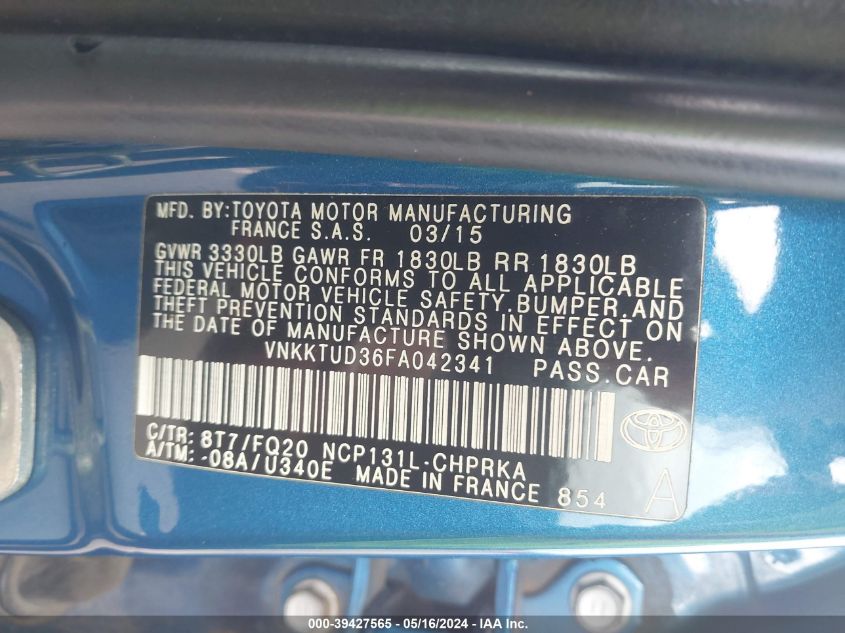 MFD. BY:TOYOTA MOTOR MANUFACTURING
FRANCE S.A.S. 03/15
GVWR 3330LB GAWR FR 1830LB RR 1830LB
THIS VEHICLE CONFORMS TO ALL APPLICABLE
FEDERAL MOTOR VEHICLE SAFETY,BUMPER,AND
THEFT PREVENTION STANDARDS IN EFFECT ON
THE DATE OF MANUFACTURE SHOWN ABOVE.
VNKKTUD36FA042341 PASS.CAR
C/TR: 8T7/FQ20 NCP131L-CHPRKA
A/TM: -08A/U340E MADE IN FRANCE 854
A
000-39427565 - 05/16/2024 - IAA Inc.